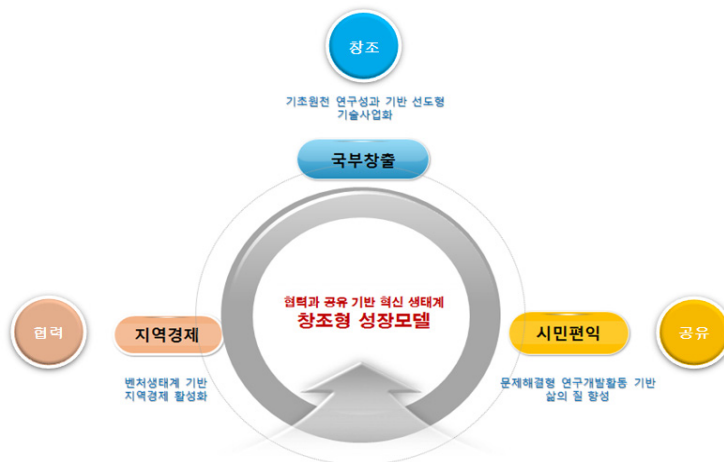 창조
기초원전 연구성과 기반 선도형
기술사업화
국부창출
협력과 공유 기반 혁신 생태계
창조형 성장모델
협력
지역경제
벤처생태계 기반
지역경제 활성화
시민편익
공유
문제해결형 연구개발활동 기반
삶의 질 향성